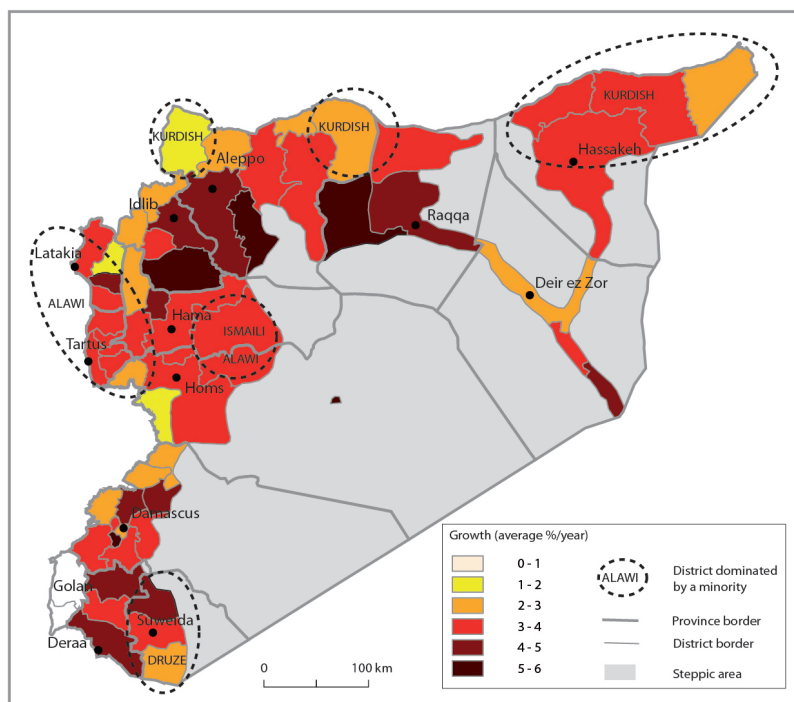 KURDISH
KURDISH
KURDISH
Aleppo
Hassakeh
Idlib
Raqqa
Latakia
Deir ez Zor
ALAWI
Hama
ISMAILI
Tartus
ALAWI
Homs
Damascus
Golan
Suweida
Deraa
DRUZE
0 100 km
Growth (average %/year)
0 - 1
1 - 2
2 - 3
3 - 4
4 - 5
5 - 6
ALAWI
District dominated
by a minority
Province border
District border
Steppic area